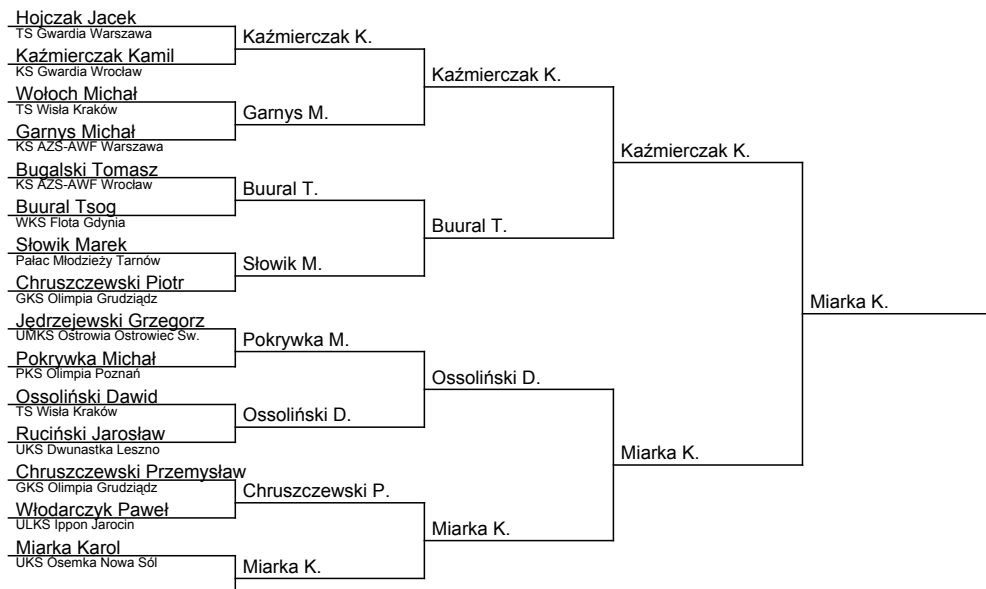 Hojczak Jacek
TS Gwardia Warszawa
Kaźmierczak Kamil
KS Gwardia Wrocław
Wołoch Michał
TS Wisła Kraków
Garnys Michał
KS AZS-AWF Warszawa
Bugalski Tomasz
KS AZS-AWF Wrocław
Buural Tsog
WKS Flota Gdynia
Słowik Marek
Pałac Młodzieży Tarnów
Chruszczewski Piotr
GKS Olimpia Grudziądz
Jędrzejewski Grzegorz
UMKS Ostrowia Ostrowiec Św.
Pokrywka Michał
PKS Olimpia Poznań
Ossoliński Dawid
TS Wisła Kraków
Ruciński Jarosław
UKS Dwunastka Leszno
Chruszczewski Przemysław
GKS Olimpia Grudziądz
Włodarczyk Paweł
ULKS Ippon Jarocin
Miarka Karol
UKS Ósemka Nowa Sól
Kaźmierczak K.
Garnys M.
Buural T.
Słowik M.
Pokrywka M.
Ossoliński D.
Chruszczewski P.
Miarka K.
Kaźmierczak K.
Buural T.
Ossoliński D.
Miarka K.
Kaźmierczak K.
Miarka K.
Miarka K.